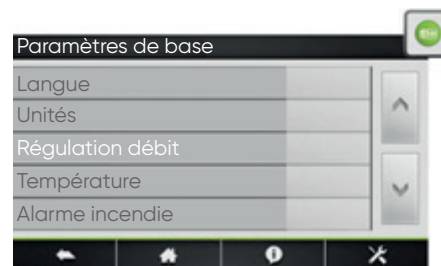 Paramètres de base
Langue
Unités
Régulation débit
Température
Alarme incendie